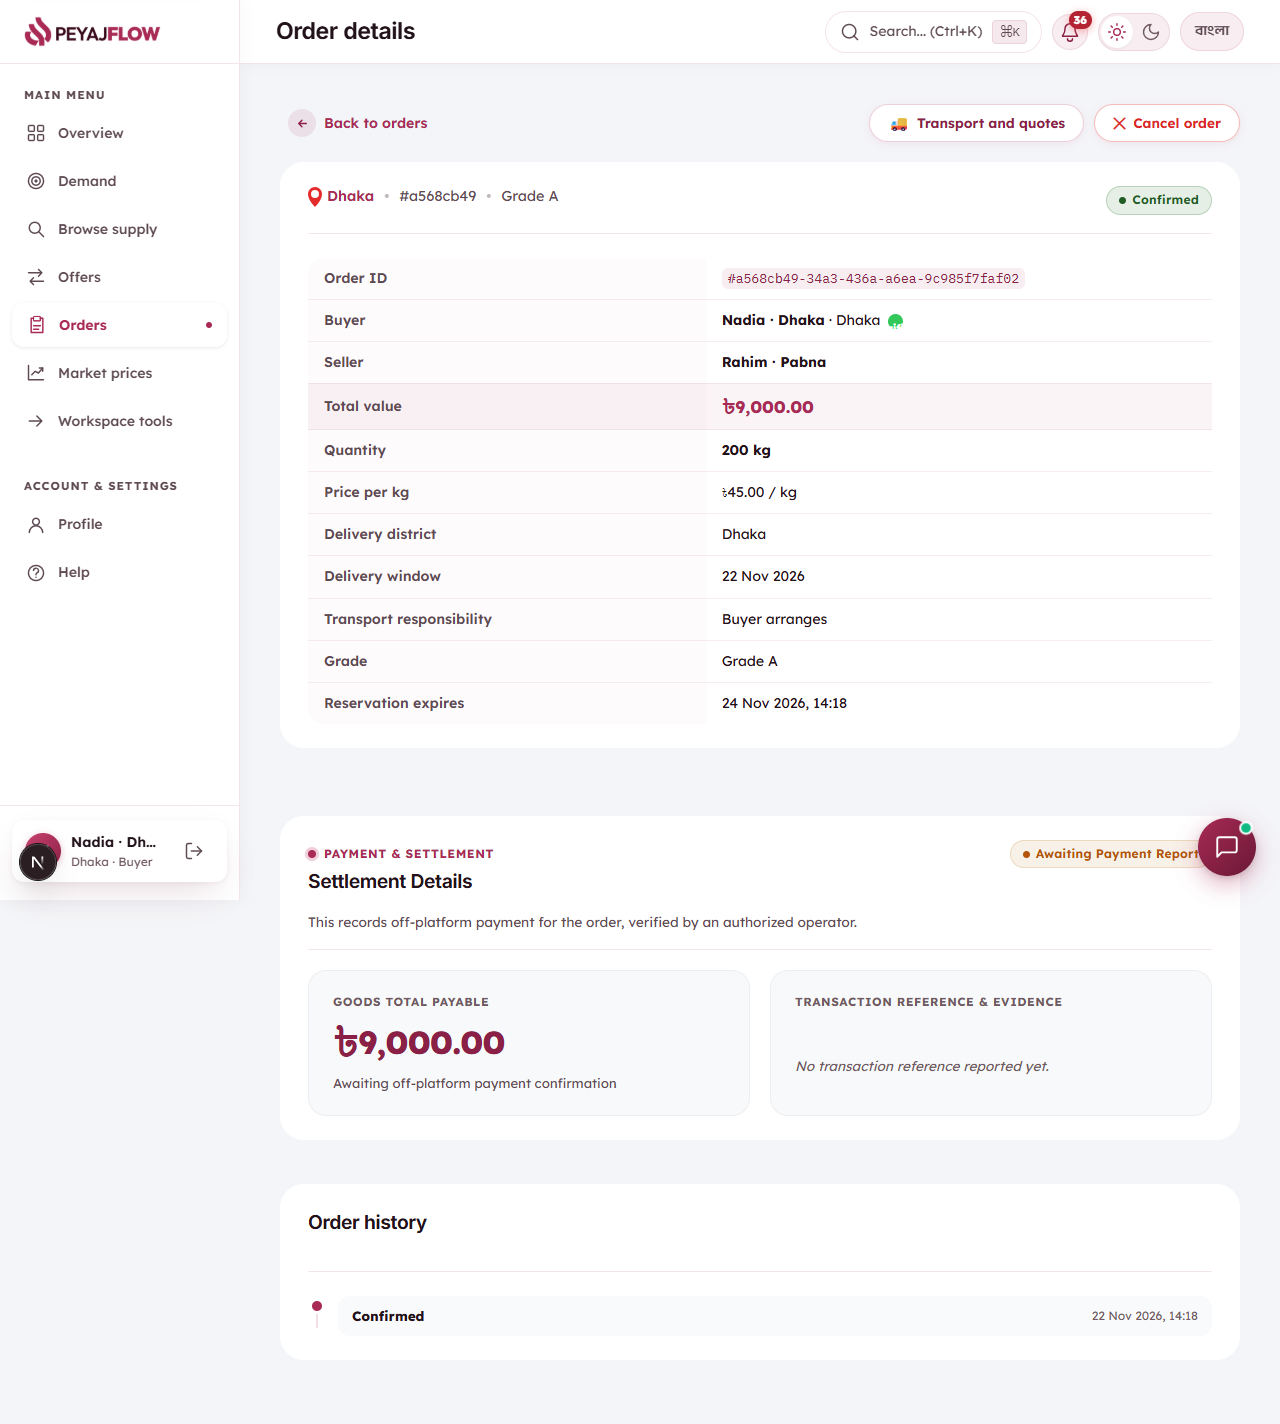 PEYAJFLOW
Order details
Search... (Ctrl+K)
⌘K
36
বাংলা
MAIN MENU
Overview
Demand
Browse supply
Offers
Orders
Market prices
Workspace tools
ACCOUNT & SETTINGS
Profile
Help
Nadia · Dh...
Dhaka · Buyer
N
Back to orders
Transport and quotes
Cancel order
Dhaka • #a568cb49 • Grade A
Confirmed
Order ID #a568cb49-34a3-436a-a6ea-9c985f7faf02
Buyer Nadia · Dhaka · Dhaka
Seller Rahim · Pabna
Total value ৳9,000.00
Quantity 200 kg
Price per kg ৳45.00 / kg
Delivery district Dhaka
Delivery window 22 Nov 2026
Transport responsibility Buyer arranges
Grade Grade A
Reservation expires 24 Nov 2026, 14:18
PAYMENT & SETTLEMENT
Awaiting Payment Report
Settlement Details
This records off-platform payment for the order, verified by an authorized operator.
GOODS TOTAL PAYABLE
৳9,000.00
Awaiting off-platform payment confirmation
TRANSACTION REFERENCE & EVIDENCE
No transaction reference reported yet.
Order history
Confirmed 22 Nov 2026, 14:18